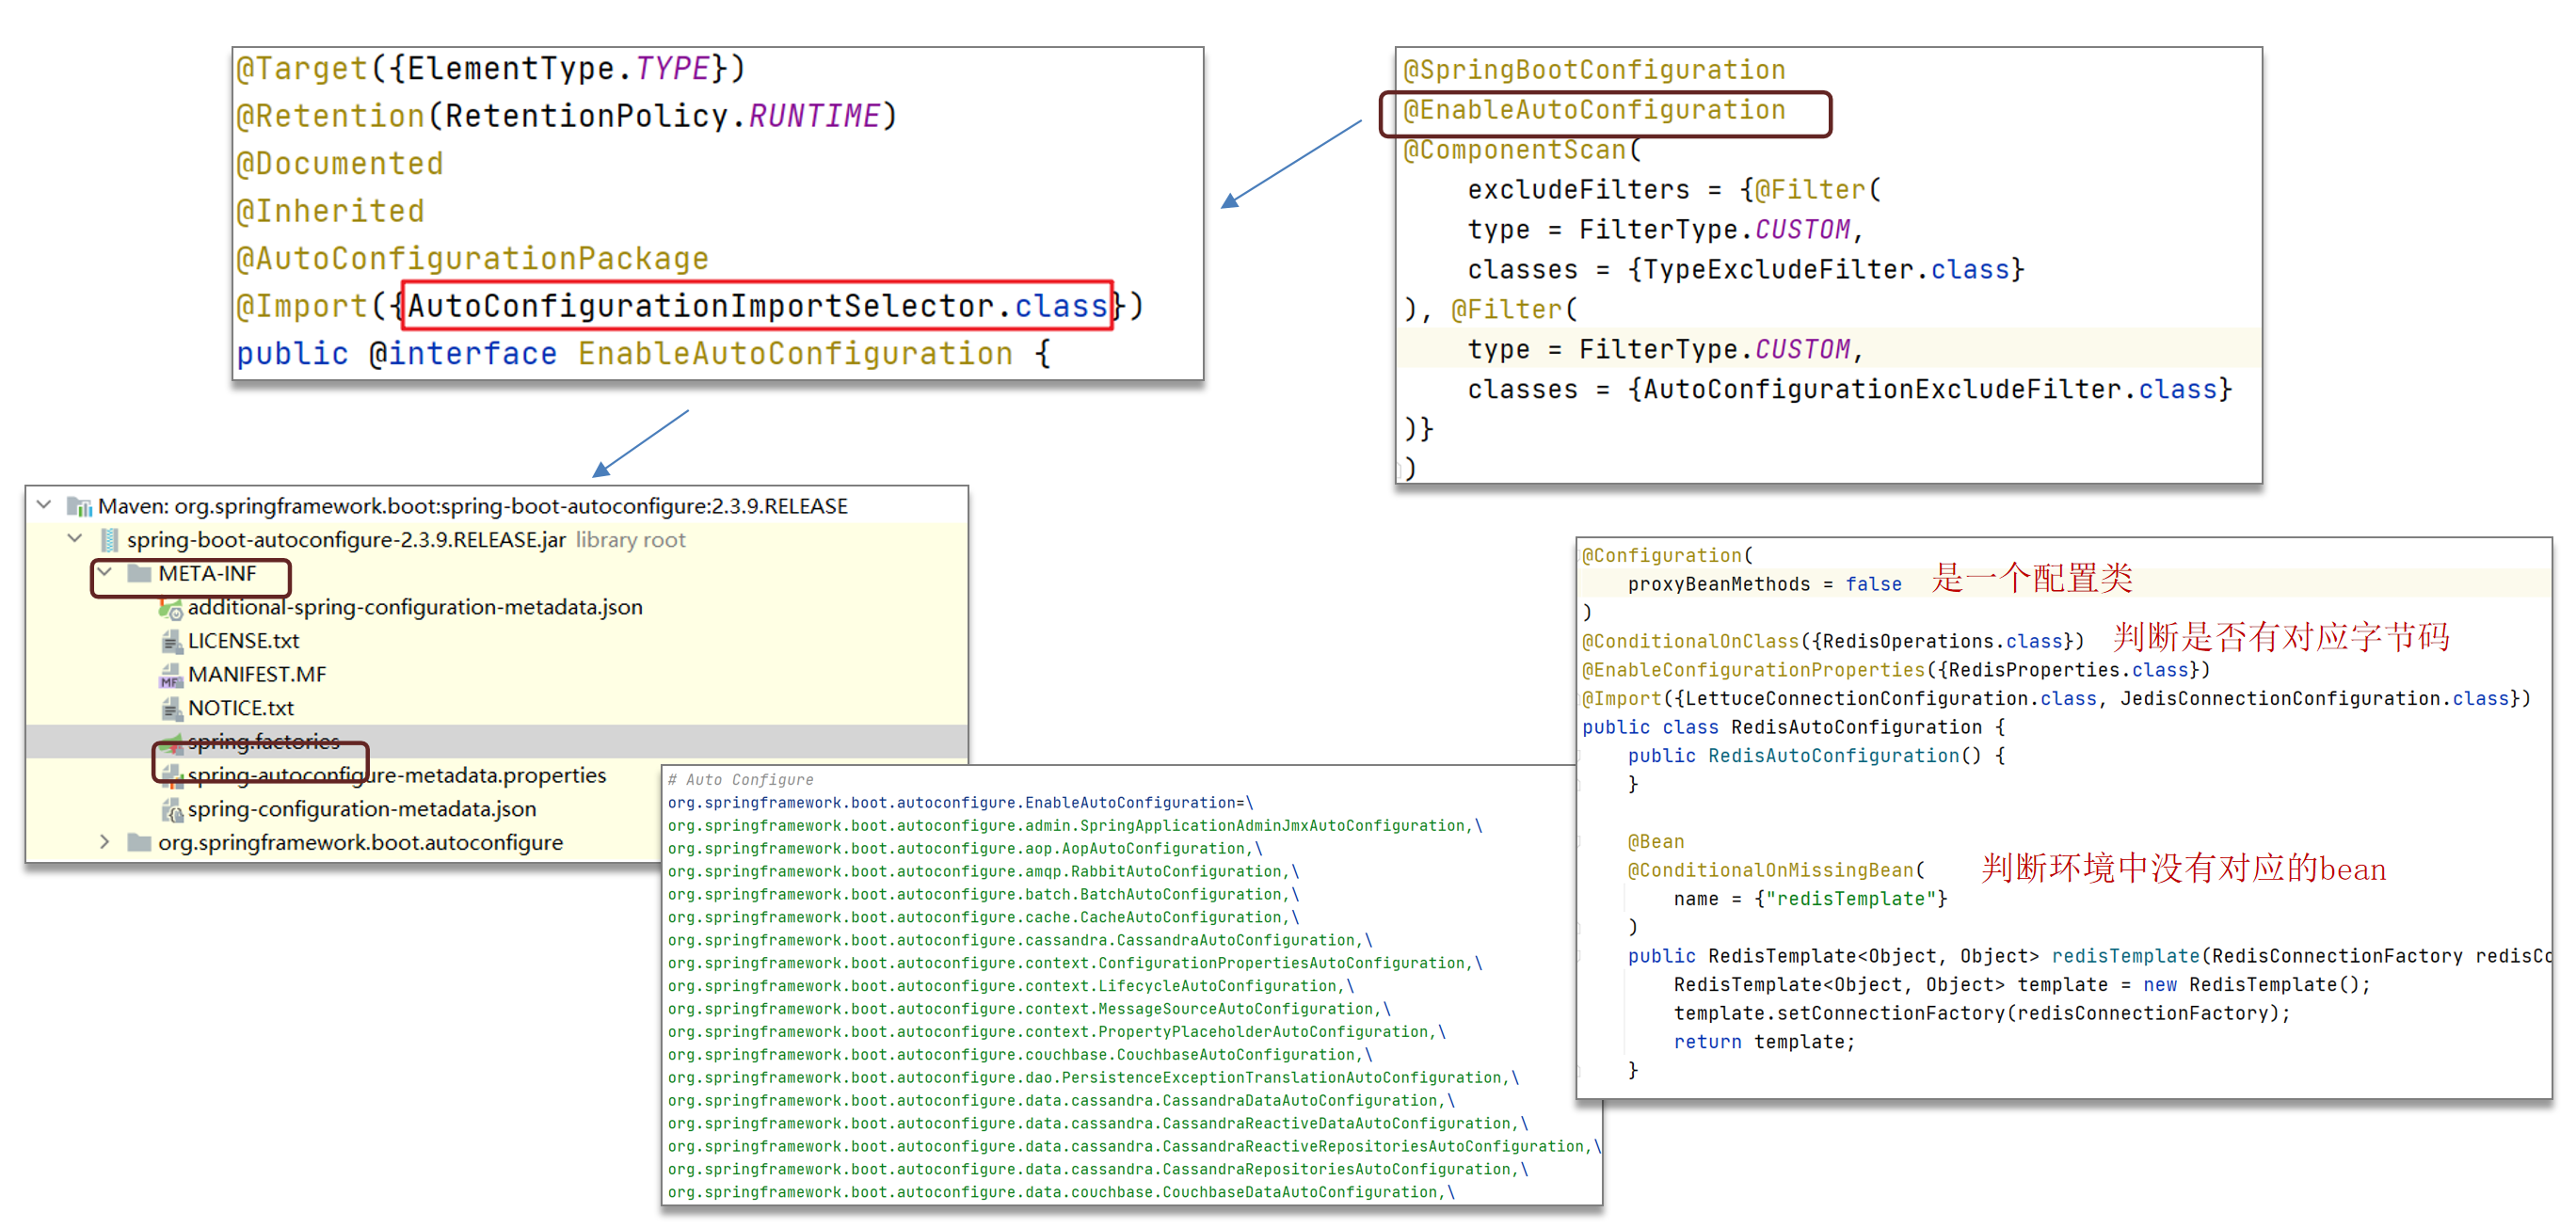 @Target({ElementType.TYPE})
@Retention(RetentionPolicy.RUNTIME)
@Documented
@Inherited
@AutoConfigurationPackage
@Import({AutoConfigurationImportSelector.class})
public @interface EnableAutoConfiguration {
@SpringBootConfiguration
@EnableAutoConfiguration
@ComponentScan(
excludeFilters = {@Filter(
type = FilterType.CUSTOM,
classes = {TypeExcludeFilter.class}
), @Filter(
type = FilterType.CUSTOM,
classes = {AutoConfigurationExcludeFilter.class}
)}
)
Maven: org.springframework.boot:spring-boot-autoconfigure:2.3.9.RELEASE
spring-boot-autoconfigure-2.3.9.RELEASE.jar library root
META-INF
additional-spring-configuration-metadata.json
LICENSE.txt
MANIFEST.MF
NOTICE.txt
spring.factories
spring-autoconfigure-metadata.properties
spring-configuration-metadata.json
org.springframework.boot.autoconfigure
# Auto Configure
org.springframework.boot.autoconfigure.EnableAutoConfiguration=\
org.springframework.boot.autoconfigure.admin.SpringApplicationAdminJmxAutoConfiguration,\
org.springframework.boot.autoconfigure.aop.AopAutoConfiguration,\
org.springframework.boot.autoconfigure.amqp.RabbitAutoConfiguration,\
org.springframework.boot.autoconfigure.batch.BatchAutoConfiguration,\
org.springframework.boot.autoconfigure.cache.CacheAutoConfiguration,\
org.springframework.boot.autoconfigure.cassandra.CassandraAutoConfiguration,\
org.springframework.boot.autoconfigure.context.ConfigurationPropertiesAutoConfiguration,\
org.springframework.boot.autoconfigure.context.LifecycleAutoConfiguration,\
org.springframework.boot.autoconfigure.context.MessageSourceAutoConfiguration,\
org.springframework.boot.autoconfigure.context.PropertyPlaceholderAutoConfiguration,\
org.springframework.boot.autoconfigure.couchbase.CouchbaseAutoConfiguration,\
org.springframework.boot.autoconfigure.dao.PersistenceExceptionTranslationAutoConfiguration,\
org.springframework.boot.autoconfigure.data.cassandra.CassandraDataAutoConfiguration,\
org.springframework.boot.autoconfigure.data.cassandra.CassandraReactiveDataAutoConfiguration,\
org.springframework.boot.autoconfigure.data.cassandra.CassandraReactiveRepositoriesAutoConfiguration,\
org.springframework.boot.autoconfigure.data.cassandra.CassandraRepositoriesAutoConfiguration,\
org.springframework.boot.autoconfigure.data.couchbase.CouchbaseDataAutoConfiguration,\
@Configuration(
proxyBeanMethods = false 是一个配置类
)
@ConditionalOnClass({RedisOperations.class}) 判断是否有对应字节码
@EnableConfigurationProperties({RedisProperties.class})
@Import({LettuceConnectionConfiguration.class, JedisConnectionConfiguration.class})
public class RedisAutoConfiguration {
public RedisAutoConfiguration() {
}
@Bean
@ConditionalOnMissingBean( 判断环境中没有对应的bean
name = {"redisTemplate"}
)
public RedisTemplate<Object, Object> redisTemplate(RedisConnectionFactory redisCo
RedisTemplate<Object, Object> template = new RedisTemplate();
template.setConnectionFactory(redisConnectionFactory);
return template;
}